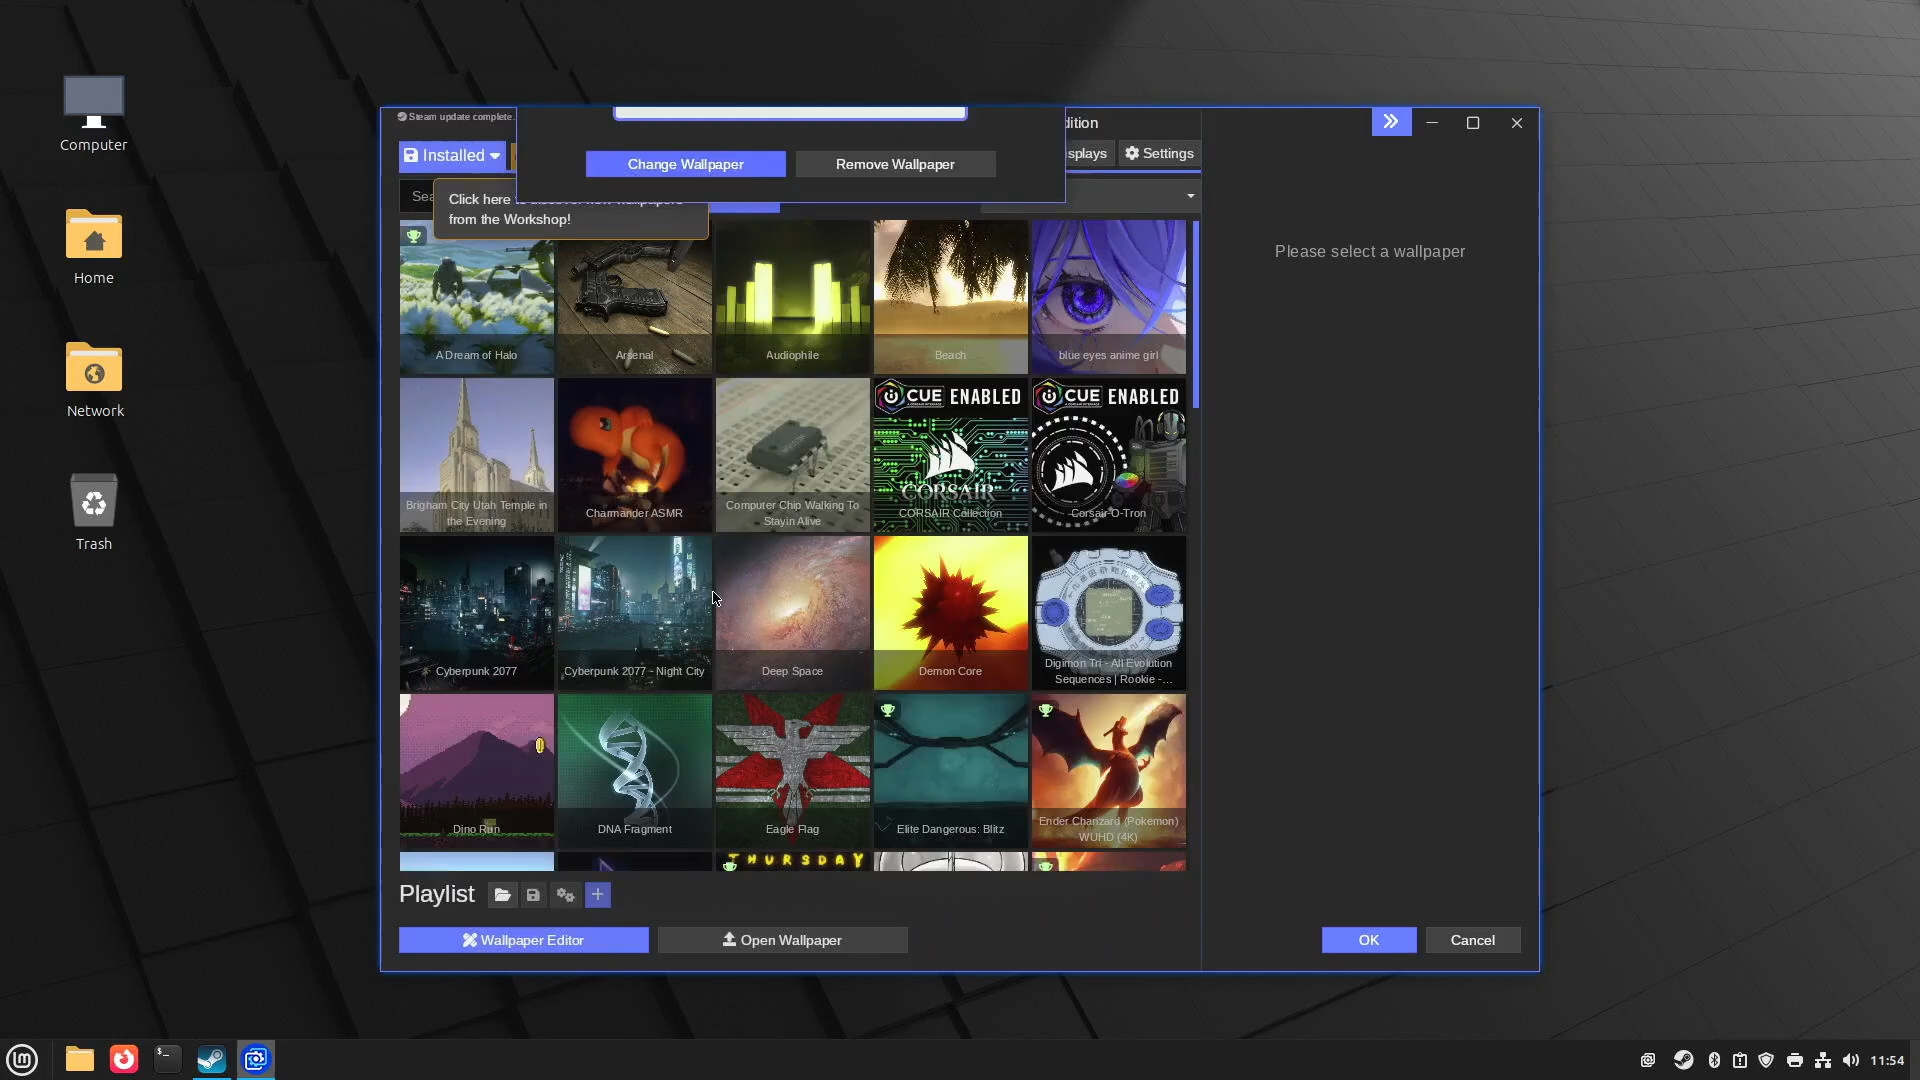 Computer
Home
Network
Trash
Steam update complete.
dition
Installed
Change Wallpaper
Remove Wallpaper
splays
Settings
Sea
Click here
from the Workshop!
Please select a wallpaper
A Dream of Halo
Arsenal
Audiophile
Beach
blue eyes anime girl
CUE ENABLED
CUE ENABLED
CORSAIR
Brigham City Utah Temple in
the Evening
Charmander ASMR
Computer Chip Walking To
Stayin Alive
CORSAIR Collection
Corsair-O-Tron
Cyberpunk 2077
Cyberpunk 2077 - Night City
Deep Space
Demon Core
Digimon Tri - All Evolution
Sequences | Rookie -...
Dino Run
DNA Fragment
Eagle Flag
Elite Dangerous: Blitz
Ender Charizard (Pokemon)
WUHD (4K)
THURSDAY
Playlist
Wallpaper Editor
Open Wallpaper
OK
Cancel
11:54